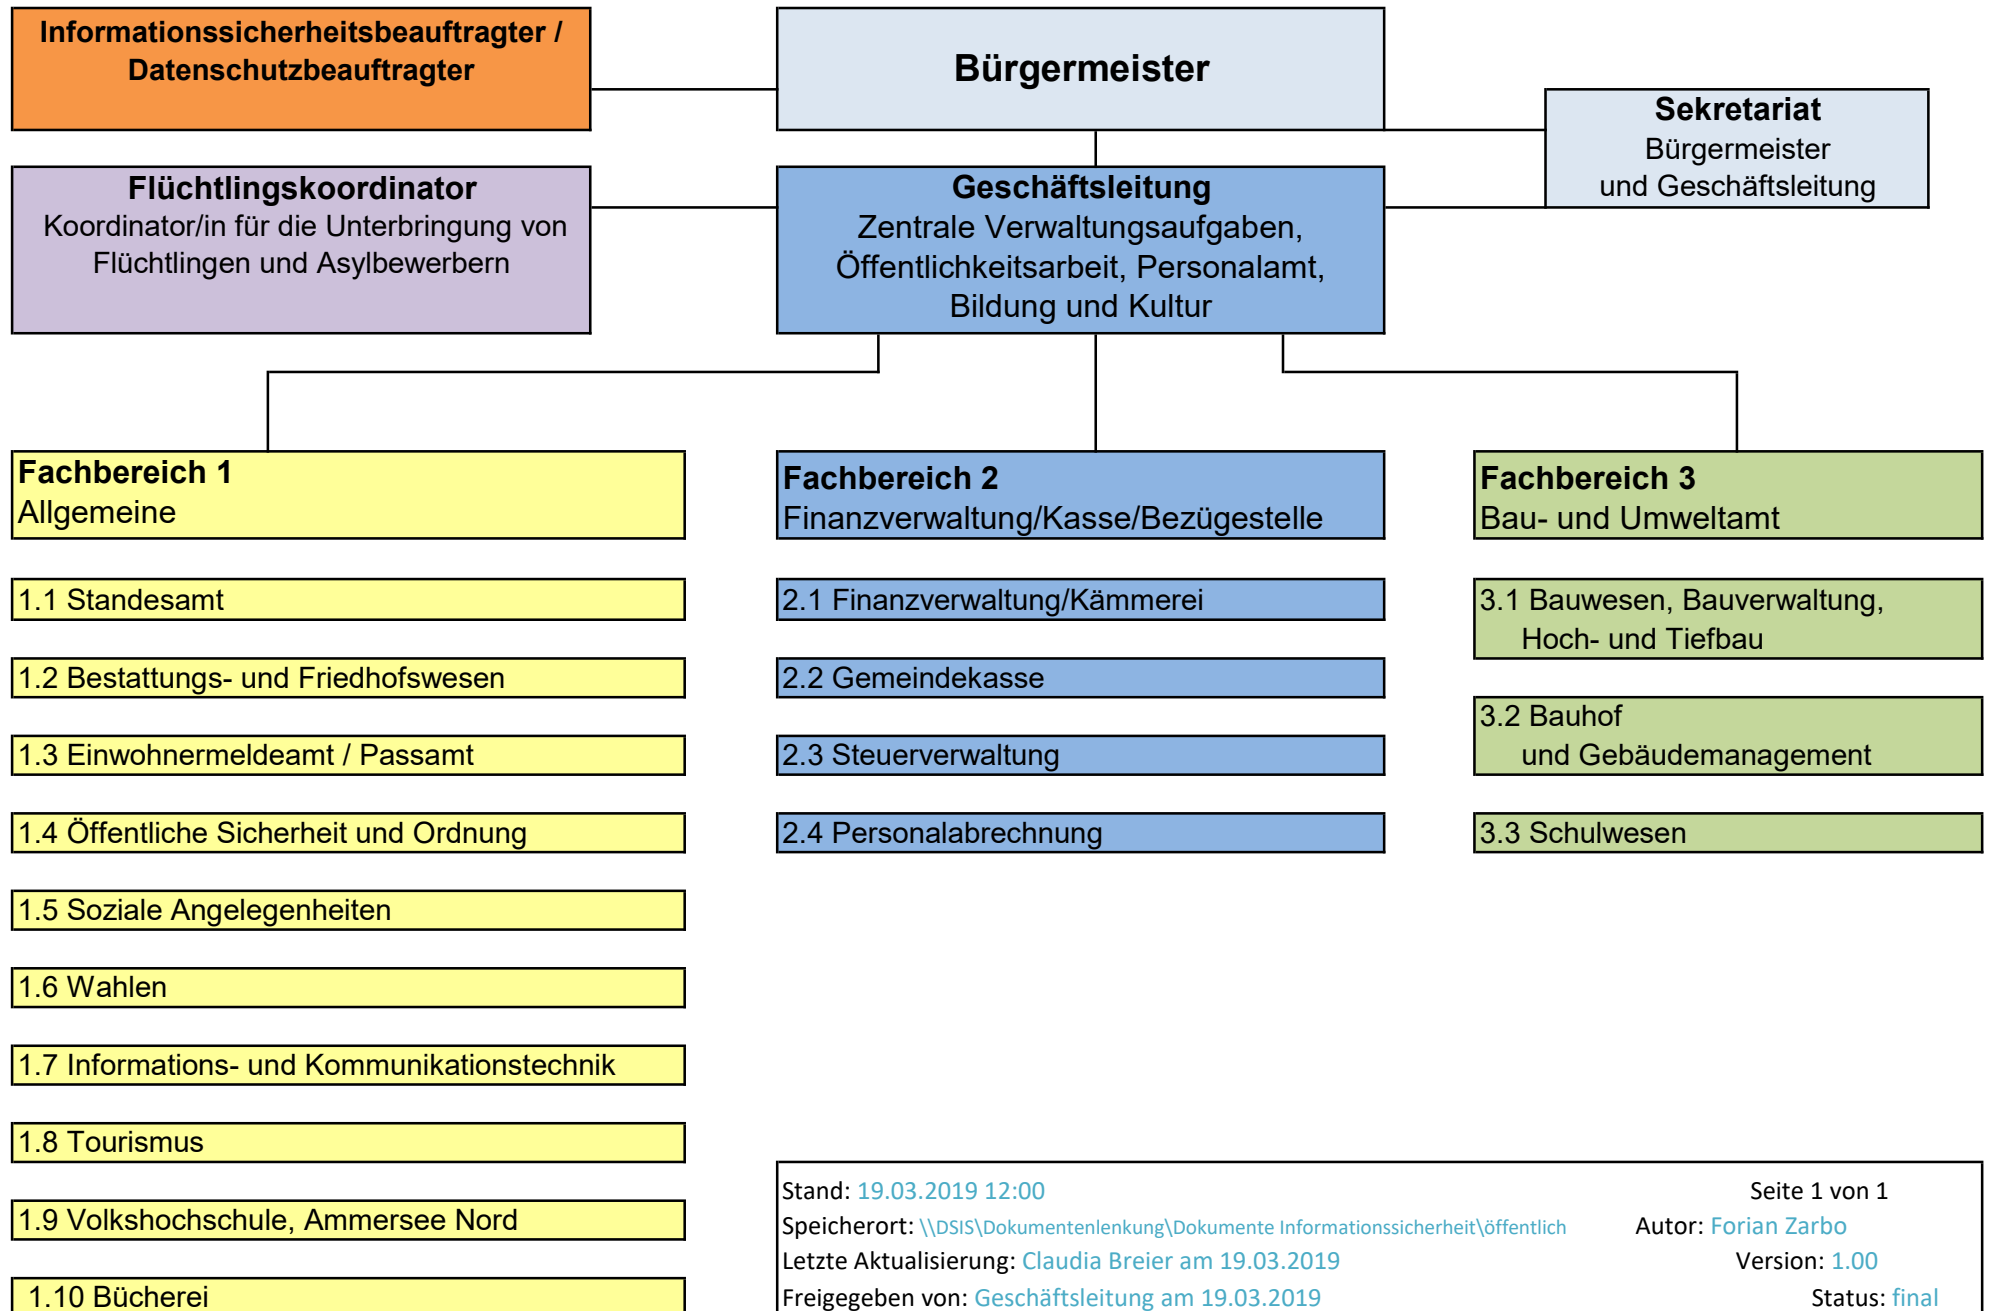 Informationssicherheitsbeauftragter /
Datenschutzbeauftragter
Bürgermeister
Sekretariat
Bürgermeister
und Geschäftsleitung
Flüchtlingskoordinator
Koordinator/in für die Unterbringung von
Flüchtlingen und Asylbewerbern
Geschäftsleitung
Zentrale Verwaltungsaufgaben,
Öffentlichkeitsarbeit, Personalamt,
Bildung und Kultur
Fachbereich 1
Allgemeine
1.1 Standesamt
1.2 Bestattungs- und Friedhofswesen
1.3 Einwohnermeldeamt / Passamt
1.4 Öffentliche Sicherheit und Ordnung
1.5 Soziale Angelegenheiten
1.6 Wahlen
1.7 Informations- und Kommunikationstechnik
1.8 Tourismus
1.9 Volkshochschule, Ammersee Nord
1.10 Bücherei
Fachbereich 2
Finanzverwaltung/Kasse/Bezügestelle
2.1 Finanzverwaltung/Kämmerei
2.2 Gemeindekasse
2.3 Steuerverwaltung
2.4 Personalabrechnung
Fachbereich 3
Bau- und Umweltamt
3.1 Bauwesen, Bauverwaltung,
Hoch- und Tiefbau
3.2 Bauhof
und Gebäudemanagement
3.3 Schulwesen
Stand: 19.03.2019 12:00 Seite 1 von 1
Speicherort: \\DSIS\Dokumentenlenkung\Dokumente Informationssicherheit\öffentlich Autor: Forian Zarbo
Letzte Aktualisierung: Claudia Breier am 19.03.2019 Version: 1.00
Freigegeben von: Geschäftsleitung am 19.03.2019 Status: final